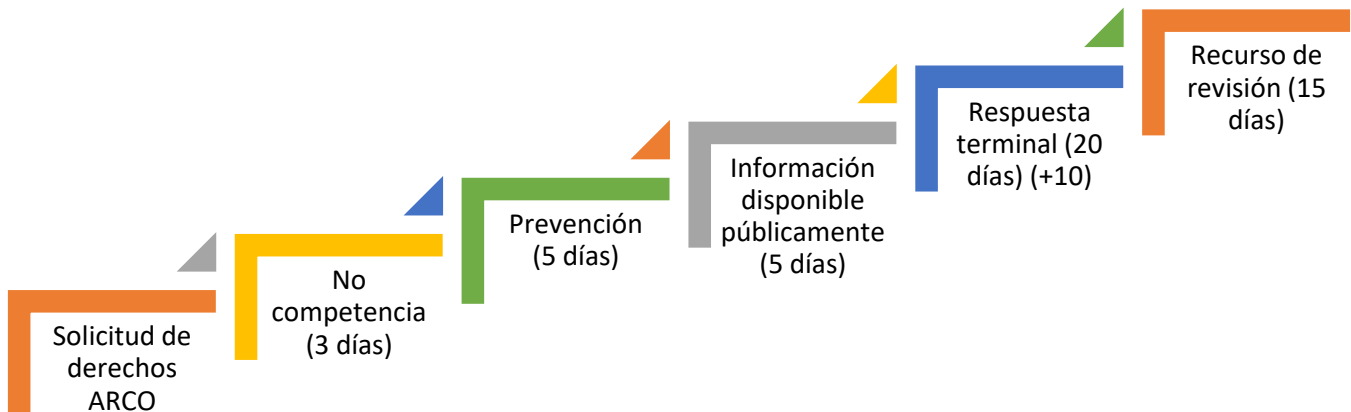 Solicitud de
derechos
ARCO
No
competencia
(3 días)
Prevención
(5 días)
Información
disponible
públicamente
(5 días)
Respuesta
terminal (20
días) (+10)
Recurso de
revisión (15
días)